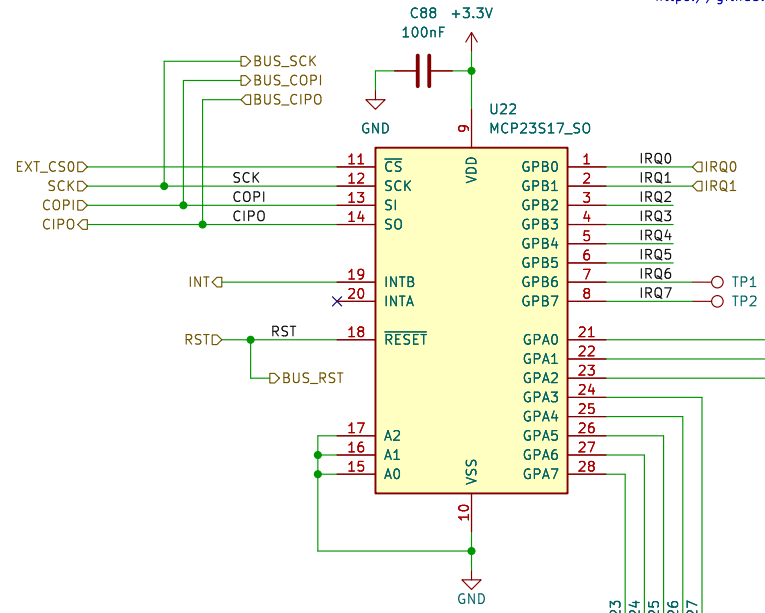 C88 +3.3V
100nF
GND
BUS_SCK
BUS_COPI
BUS_CIPO
U22
MCP23S17_SO
9
VDD
EXT_CS0 11 CS GPB0 1 IRQ0 IRQ0
SCK SCK 12 SCK GPB1 2 IRQ1 IRQ1
COPI COPI 13 SI GPB2 3 IRQ2
CIPO CIPO 14 SO GPB3 4 IRQ3
GPB4 5 IRQ4
GPB5 6 IRQ5
INT 19 INTB GPB6 7 IRQ6 TP1
20 INTA GPB7 8 IRQ7 TP2
RST RST 18 RESET GPA0 21
GPA1 22
BUS_RST GPA2 23
GPA3 24
GPA4 25
17 A2 GPA5 26
16 A1 GPA6 27
15 A0 GPA7 28
VSS
10
GND